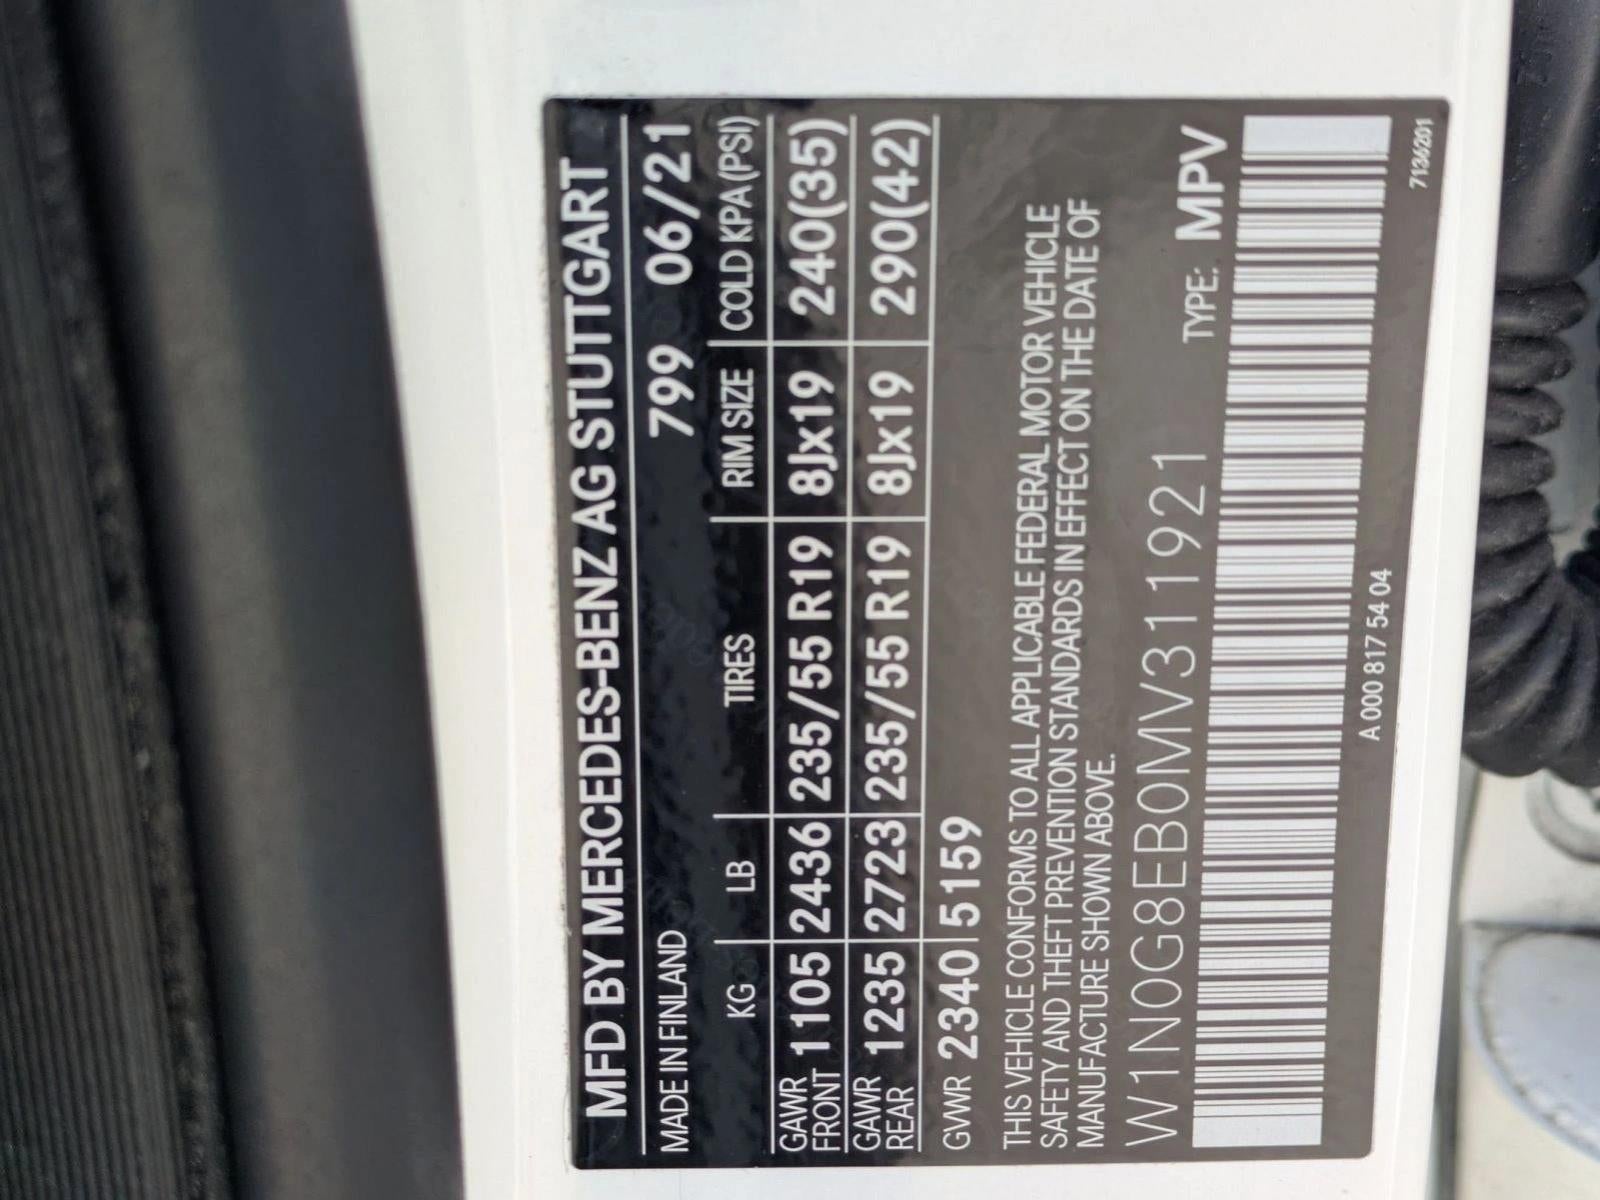 MFD BY MERCEDES-BENZ AG STUTTGART
MADE IN FINLAND 799 06/21
KG LB TIRES RIM SIZE COLD KPA (PSI)
GAWR FRONT 1105 2436 235/55 R19 8Jx19 240(35)
GAWR REAR 1235 2723 235/55 R19 8Jx19 290(42)
GVWR 2340 5159
THIS VEHICLE CONFORMS TO ALL APPLICABLE FEDERAL MOTOR VEHICLE
SAFETY AND THEFT PREVENTION STANDARDS IN EFFECT ON THE DATE OF
MANUFACTURE SHOWN ABOVE.
W1N0G8EB0MV311921 TYPE: MPV
A 000 817 54 04
7136201